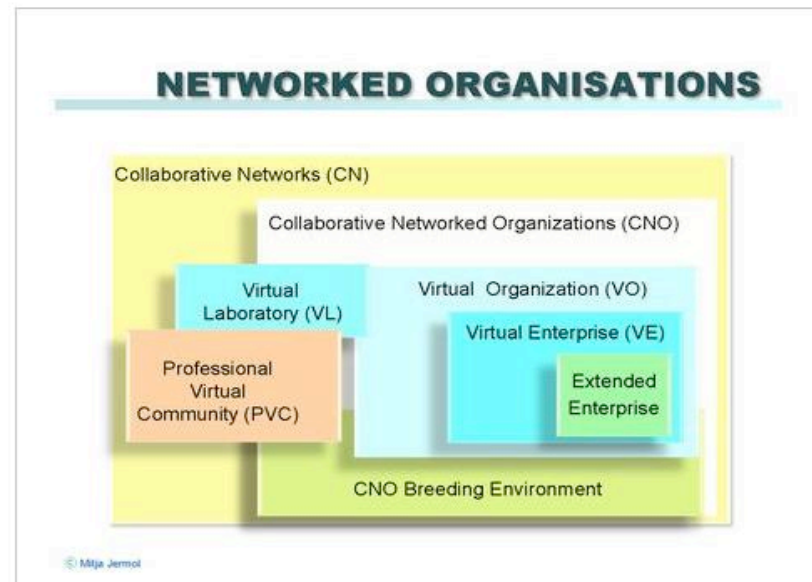 NETWORKED ORGANISATIONS
Collaborative Networks (CN)
Collaborative Networked Organizations (CNO)
Virtual
Laboratory (VL)
Virtual Organization (VO)
Virtual Enterprise (VE)
Professional
Virtual
Community (PVC)
Extended
Enterprise
CNO Breeding Environment
© Mitja Jermol